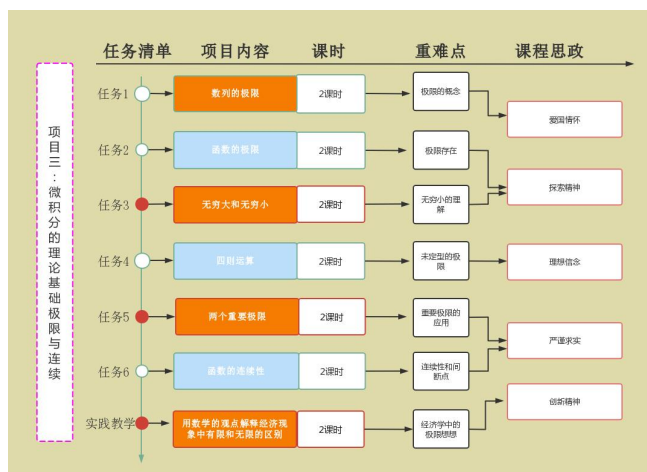 任务清单 项目内容 课时 重难点 课程思政
项目三:微积分的理论基础极限与连续
任务1 数列的极限 2课时 极限的概念
爱国情怀
任务2 函数的极限 2课时 极限存在
探索精神
任务3 无穷大和无穷小 2课时 无穷小的理
解
任务4 四则运算 2课时 未定型的极
限
理想信念
任务5 两个重要极限 2课时 重要极限的
应用
严谨求实
任务6 函数的连续性 2课时 连续性和间
断点
创新精神
实践教学 用数学的观点解释经济现
象中有限和无限的区别
2课时 经济学中的
极限想想